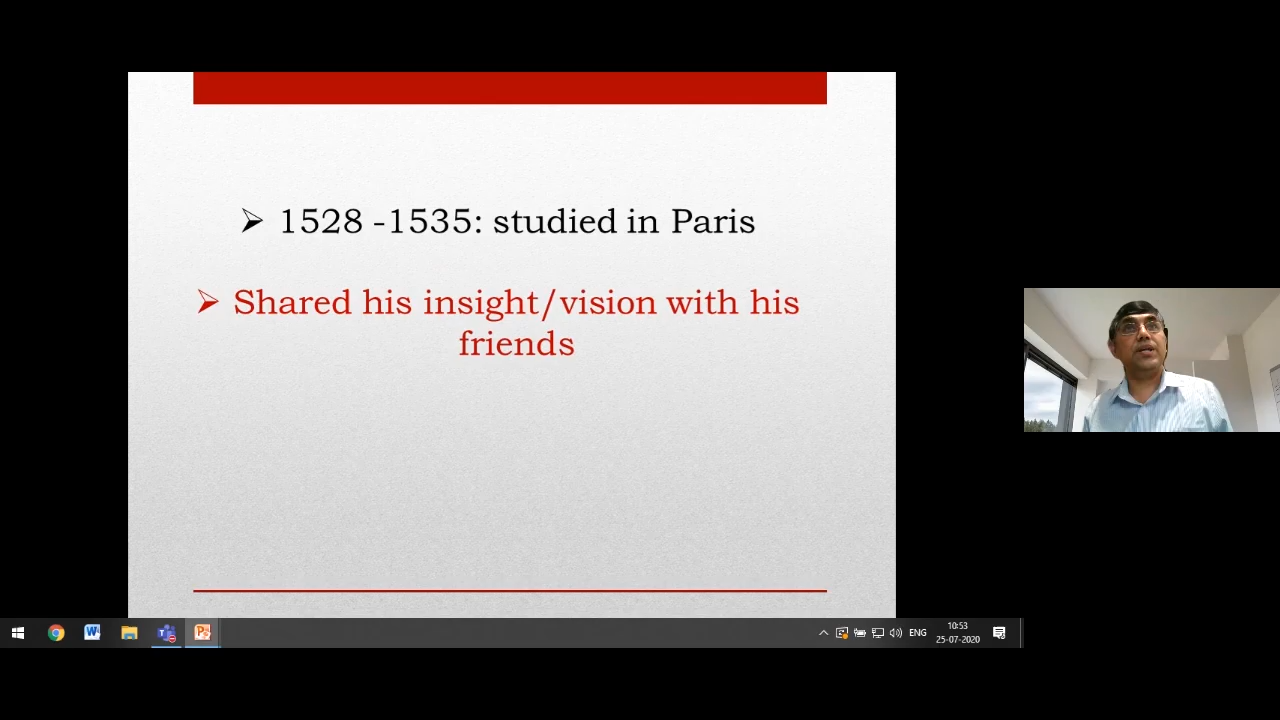 ➢ 1528 -1535: studied in Paris
➢ Shared his insight/vision with his
friends
ENG
10:53
25-07-2020